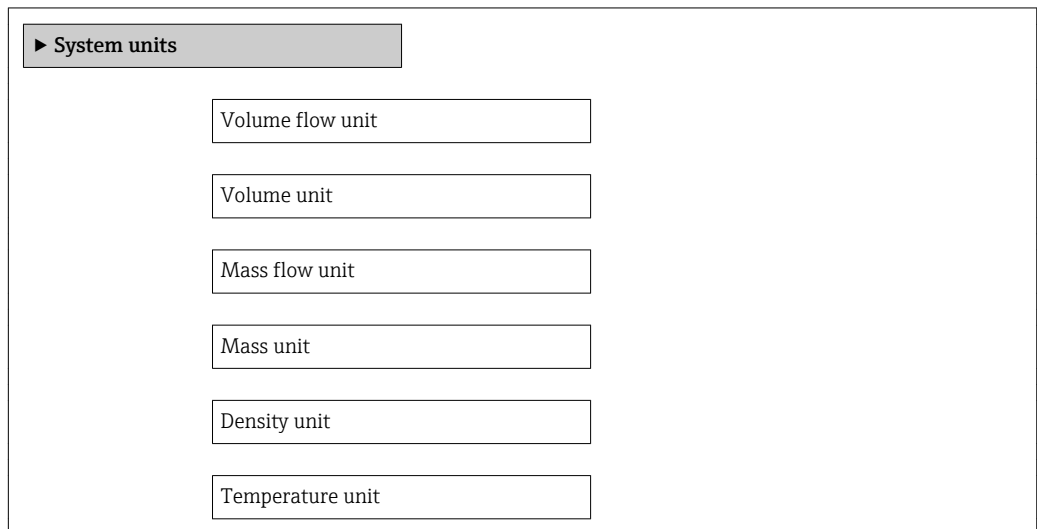 ▶ System units
Volume flow unit
Volume unit
Mass flow unit
Mass unit
Density unit
Temperature unit